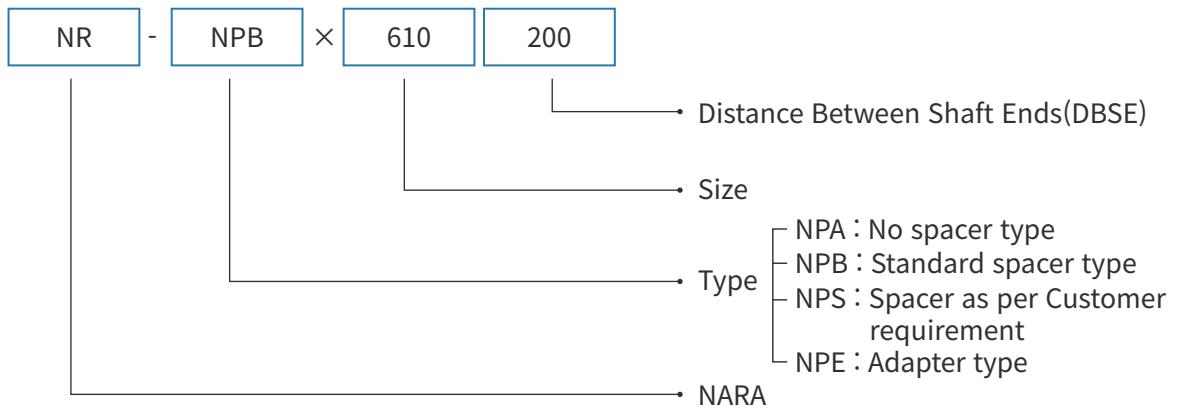 NR - NPB × 610 200
Distance Between Shaft Ends(DBSE)
Size
NPA : No spacer type
NPB : Standard spacer type
Type
NPS : Spacer as per Customer
requirement
NPE : Adapter type
NARA